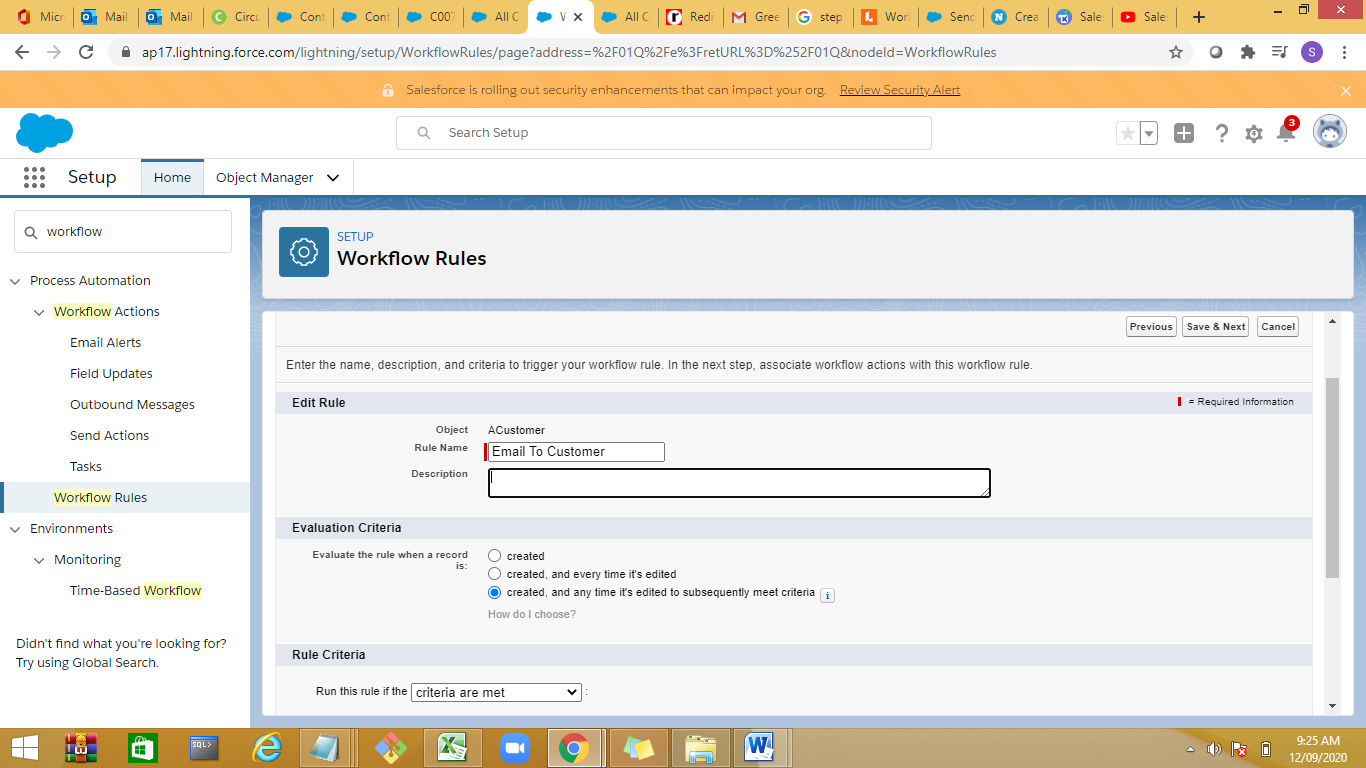 Micr
Mail
Mail
Circu
Cont
Cont
C007
All C
W
All C
Redi
Gree
step
Worl
Send
Crea
Sale
Sale
ap17.lightning.force.com/lightning/setup/WorkflowRules/page?address=%2F01Q%2Fe%3FretURL%3D%252F01Q&nodeId=WorkflowRules
S
Salesforce is rolling out security enhancements that can impact your org. Review Security Alert
Search Setup
3
Setup
Home
Object Manager
workflow
SETUP
Workflow Rules
Process Automation
Workflow Actions
Email Alerts
Field Updates
Outbound Messages
Send Actions
Tasks
Workflow Rules
Environments
Monitoring
Time-Based Workflow
Didn't find what you're looking for?
Try using Global Search.
Previous Save & Next Cancel
Enter the name, description, and criteria to trigger your workflow rule. In the next step, associate workflow actions with this workflow rule.
Edit Rule
= Required Information
Object ACustomer
Rule Name Email To Customer
Description
Evaluation Criteria
Evaluate the rule when a record
is:
created
created, and every time it's edited
created, and any time it's edited to subsequently meet criteria i
How do I choose?
Rule Criteria
Run this rule if the criteria are met :
SQL>
9:25 AM
12/09/2020